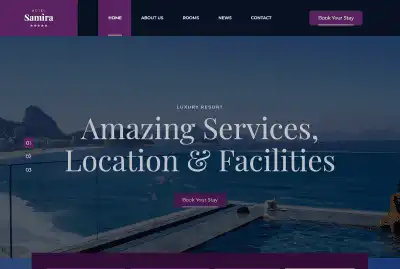 HOTEL
Samira
HOME
ABOUT US
ROOMS
NEWS
CONTACT
Book Your Stay
LUXURY RESORT
Amazing Services,
Location & Facilities
01
02
03
Book Your Stay